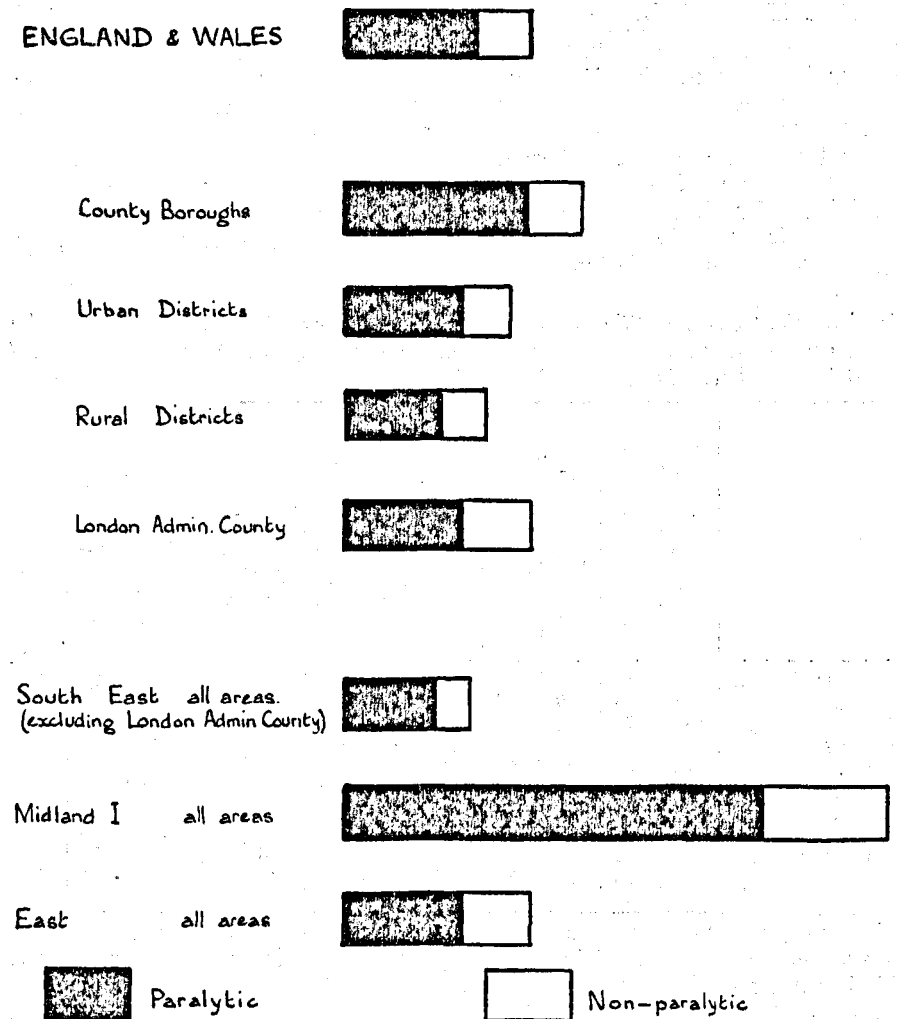 ENGLAND & WALES
County Boroughs
Urban Districts
Rural Districts
London Admin. County
South East all areas.
(excluding London Admin County)
Midland I all areas
East all areas
Paralytic
Non-paralytic